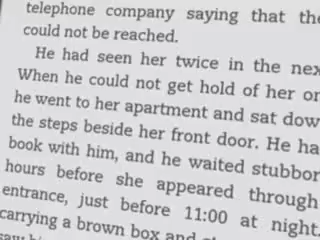 telephone company saying that the
could not be reached.
He had seen her twice in the nex
When he could not get hold of her on
he went to her apartment and sat dow
the steps beside her front door. He ha
book with him, and he waited stubbor
hours before she appeared through
entrance, just before 11:00 at night.
carrying a brown box and